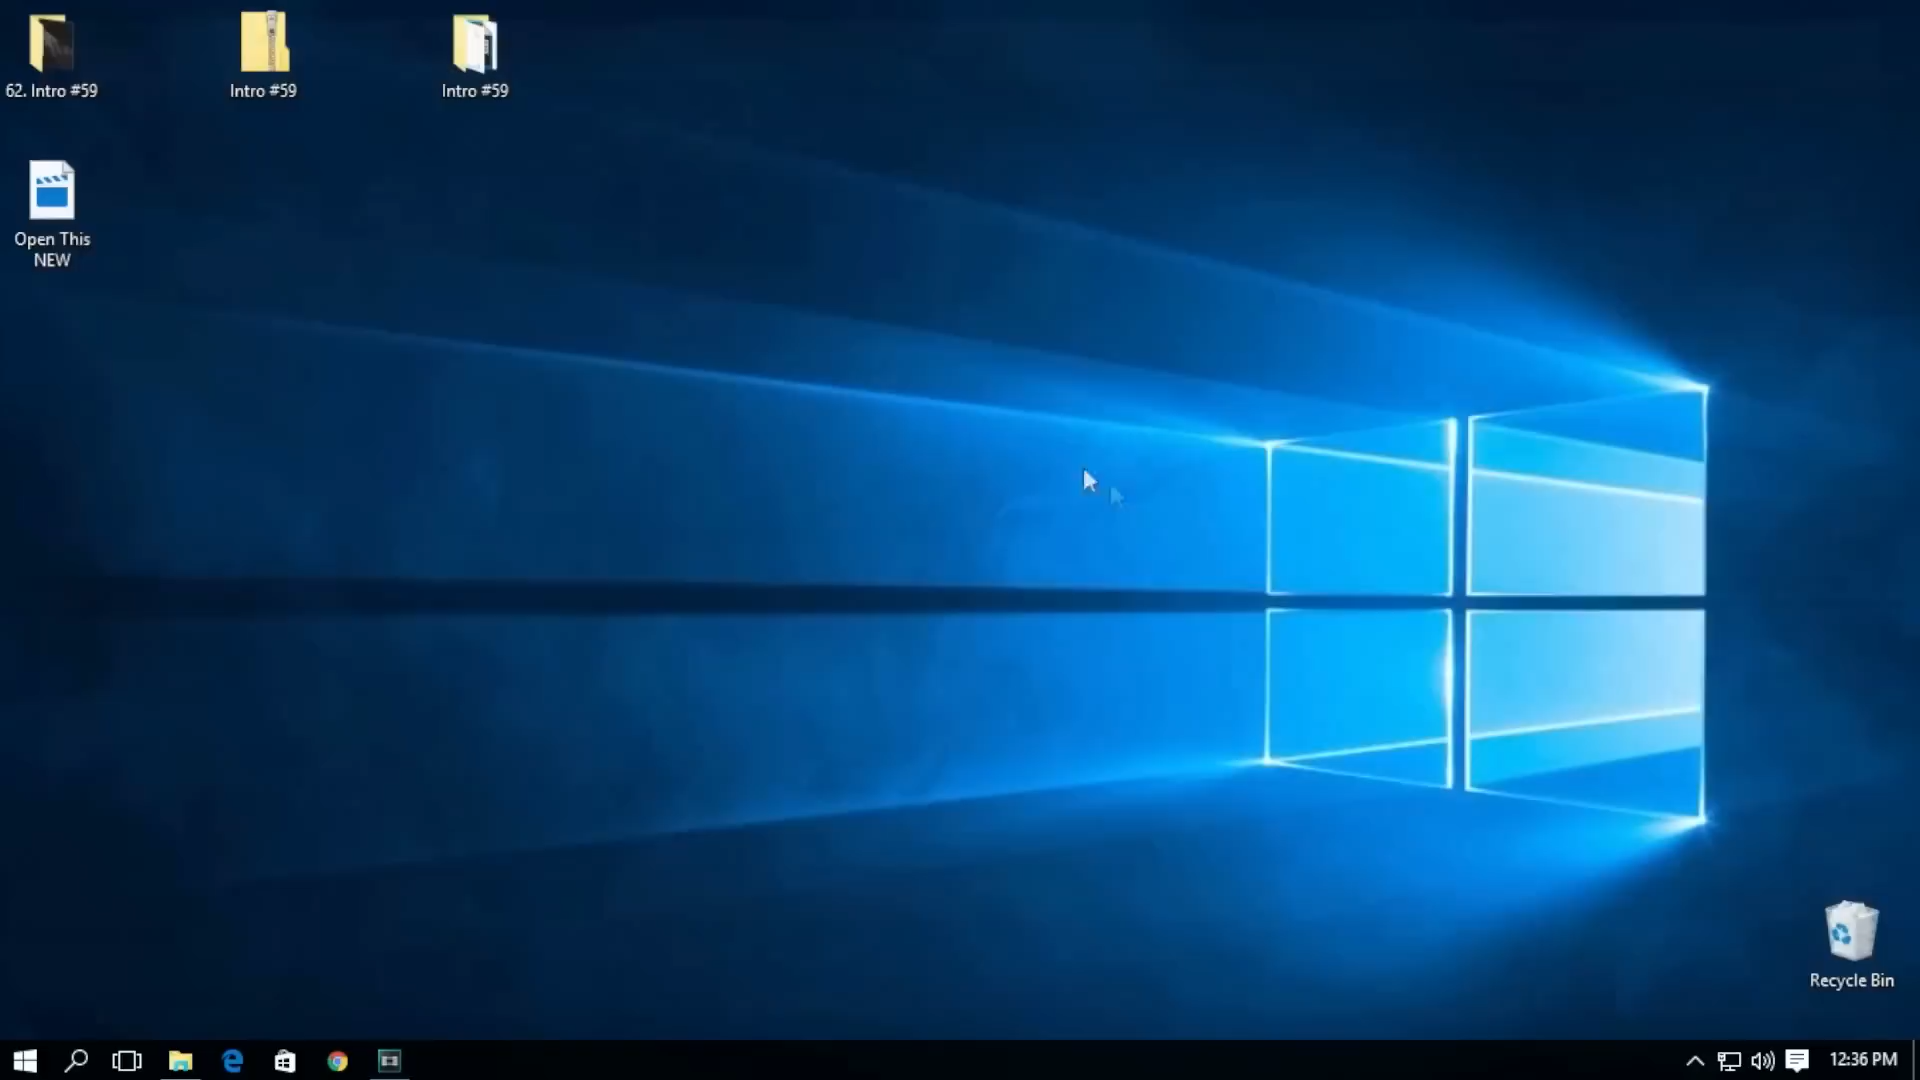 62. Intro #59
Intro #59
Intro #59
Open This
NEW
Recycle Bin
12:36 PM